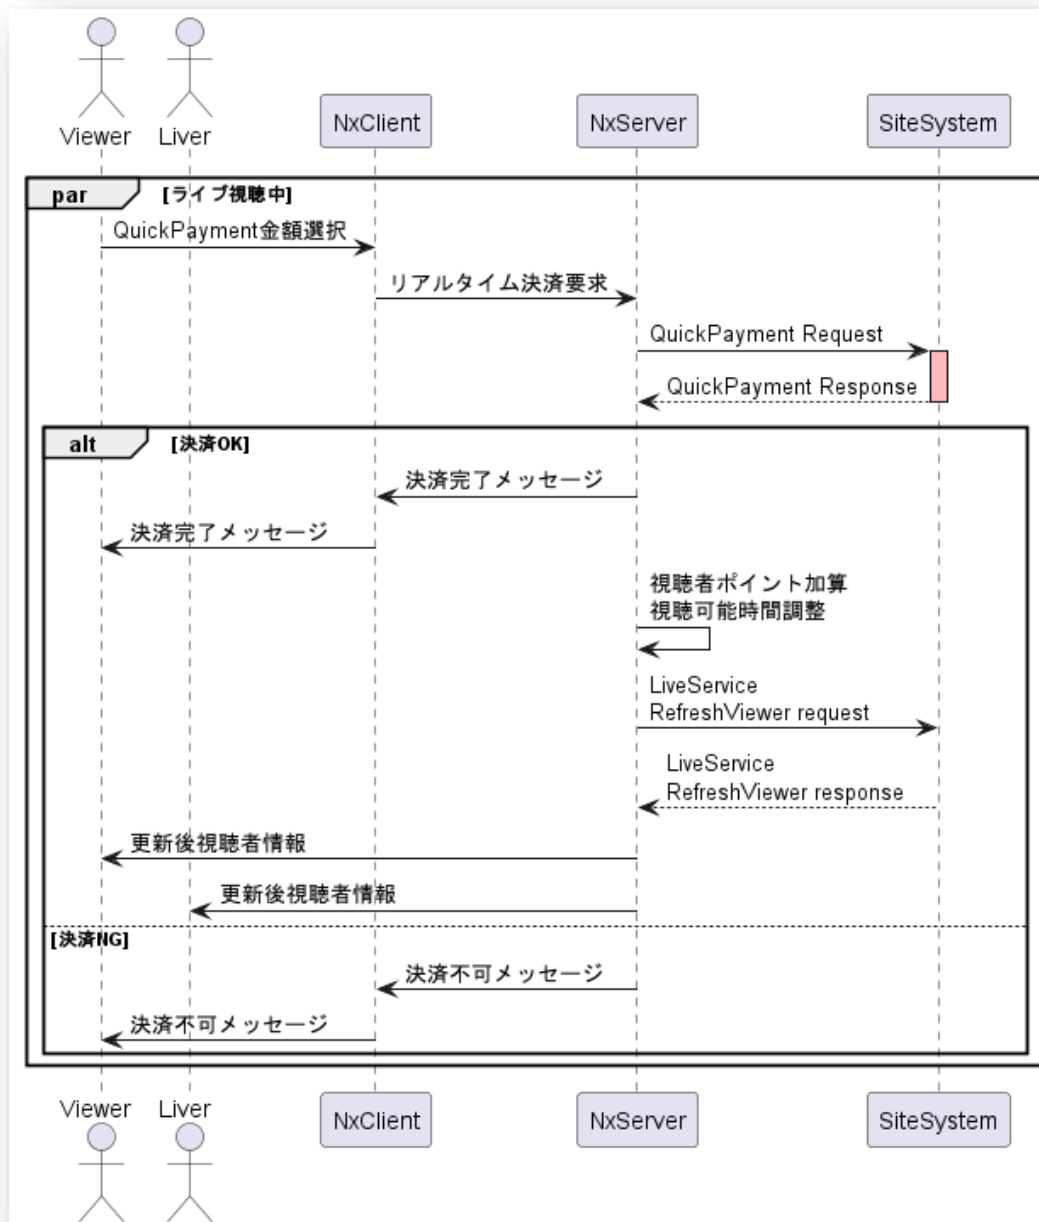 Viewer Liver NxClient NxServer SiteSystem
par [ライブ視聴中]
QuickPayment金額選択
リアルタイム決済要求
QuickPayment Request
QuickPayment Response
alt [決済OK]
決済完了メッセージ
決済完了メッセージ
視聴者ポイント加算
視聴可能時間調整
LiveService
RefreshViewer request
LiveService
RefreshViewer response
更新後視聴者情報
更新後視聴者情報
[決済NG]
決済不可メッセージ
決済不可メッセージ
Viewer Liver NxClient NxServer SiteSystem